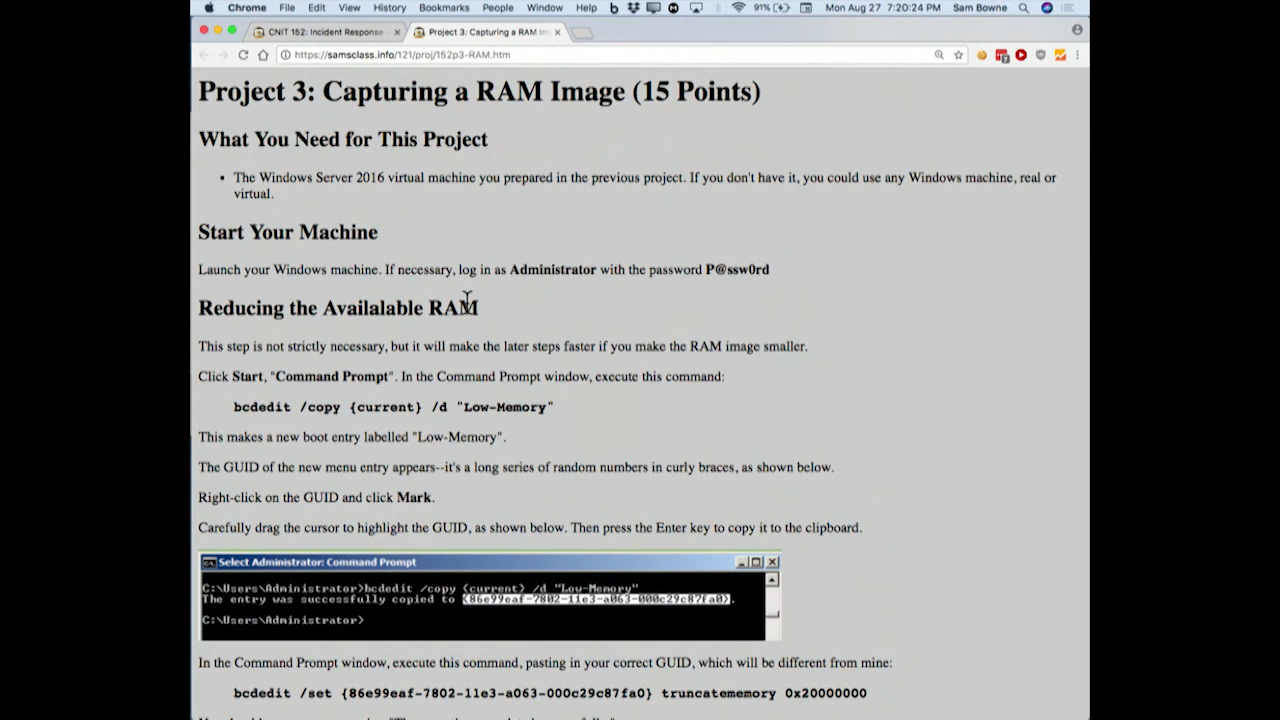 Chrome File Edit View History Bookmarks People Window Help 91% Mon Aug 27 7:20:24 PM Sam Bowne
CNIT 152: Incident Response Project 3: Capturing a RAM Im
https://samsclass.info/121/proj/152p3-RAM.htm
Project 3: Capturing a RAM Image (15 Points)
What You Need for This Project
• The Windows Server 2016 virtual machine you prepared in the previous project. If you don't have it, you could use any Windows machine, real or
virtual.
Start Your Machine
Launch your Windows machine. If necessary, log in as Administrator with the password P@ssw0rd
Reducing the Availalable RAM
This step is not strictly necessary, but it will make the later steps faster if you make the RAM image smaller.
Click Start, "Command Prompt". In the Command Prompt window, execute this command:
bcdedit /copy {current} /d "Low-Memory"
This makes a new boot entry labelled "Low-Memory".
The GUID of the new menu entry appears--it's a long series of random numbers in curly braces, as shown below.
Right-click on the GUID and click Mark.
Carefully drag the cursor to highlight the GUID, as shown below. Then press the Enter key to copy it to the clipboard.
Select Administrator: Command Prompt
C:\Users\Administrator>bcdedit /copy {current} /d "Low-Memory"
The entry was successfully copied to {86e99eaf-7802-11e3-a063-000c29c87fa0}.
C:\Users\Administrator>
In the Command Prompt window, execute this command, pasting in your correct GUID, which will be different from mine:
bcdedit /set {86e99eaf-7802-11e3-a063-000c29c87fa0} truncatememory 0x20000000